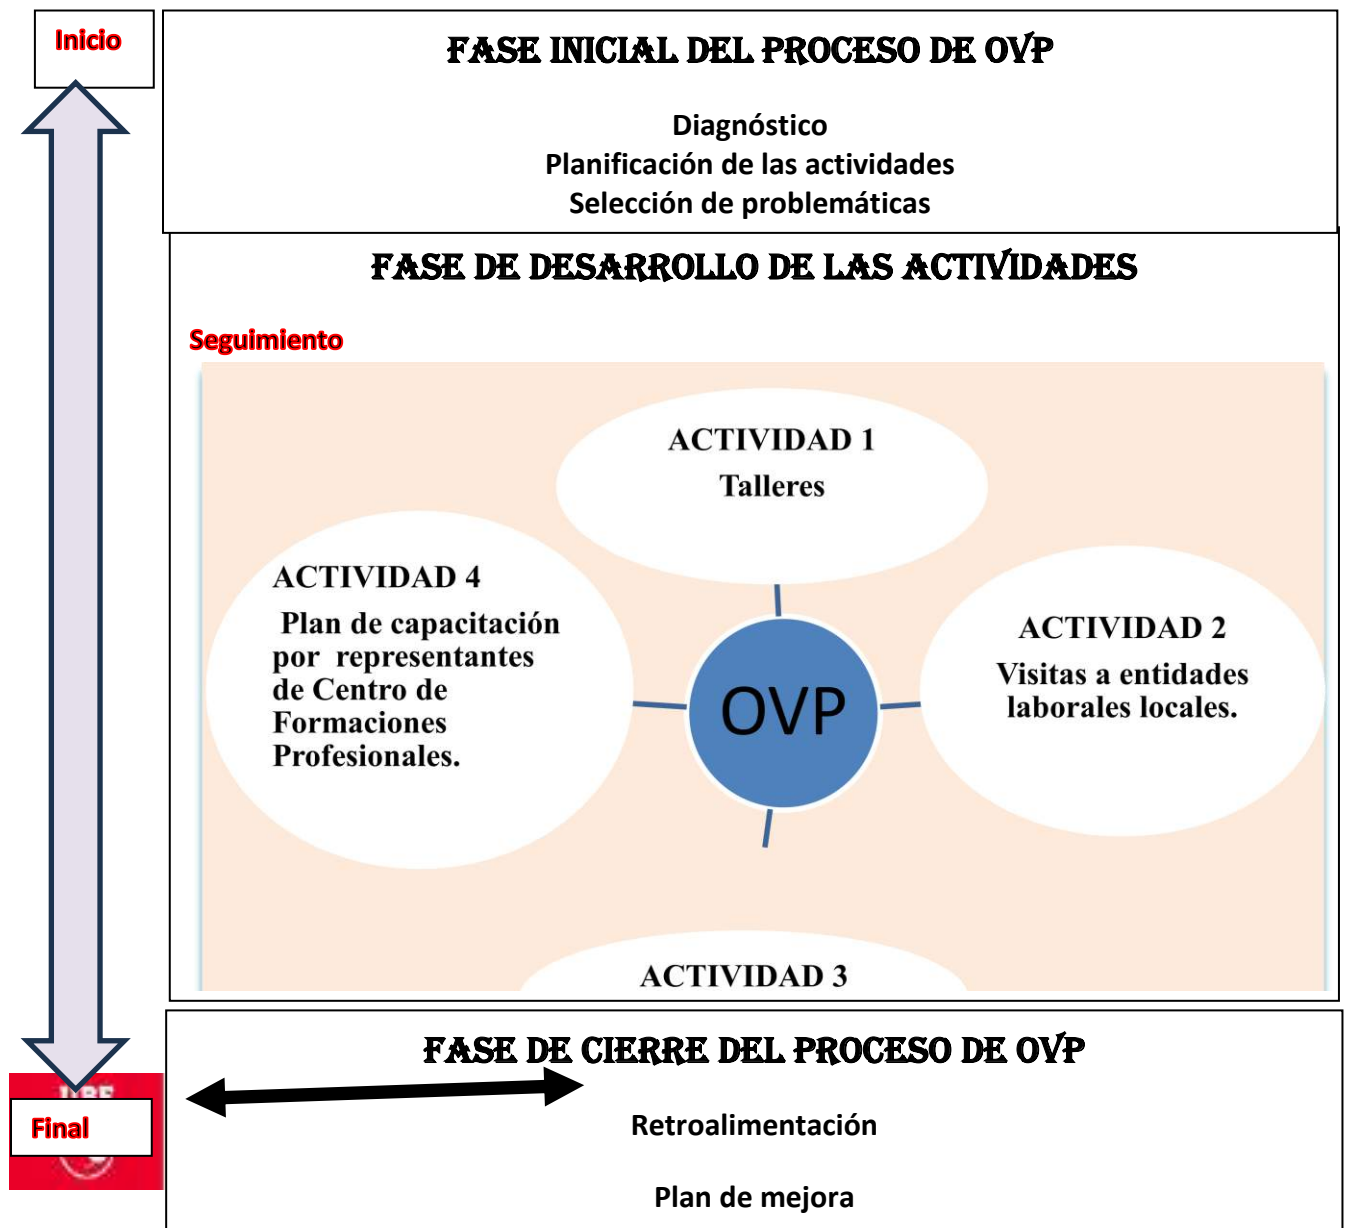 Inicio
FASE INICIAL DEL PROCESO DE OVP
Diagnóstico
Planificación de las actividades
Selección de problemáticas
FASE DE DESARROLLO DE LAS ACTIVIDADES
Seguimiento
ACTIVIDAD 1
Talleres
ACTIVIDAD 4
Plan de capacitación
por representantes
de Centro de
Formaciones
Profesionales.
OVP
ACTIVIDAD 2
Visitas a entidades
laborales locales.
ACTIVIDAD 3
FASE DE CIERRE DEL PROCESO DE OVP
Final
Retroalimentación
Plan de mejora